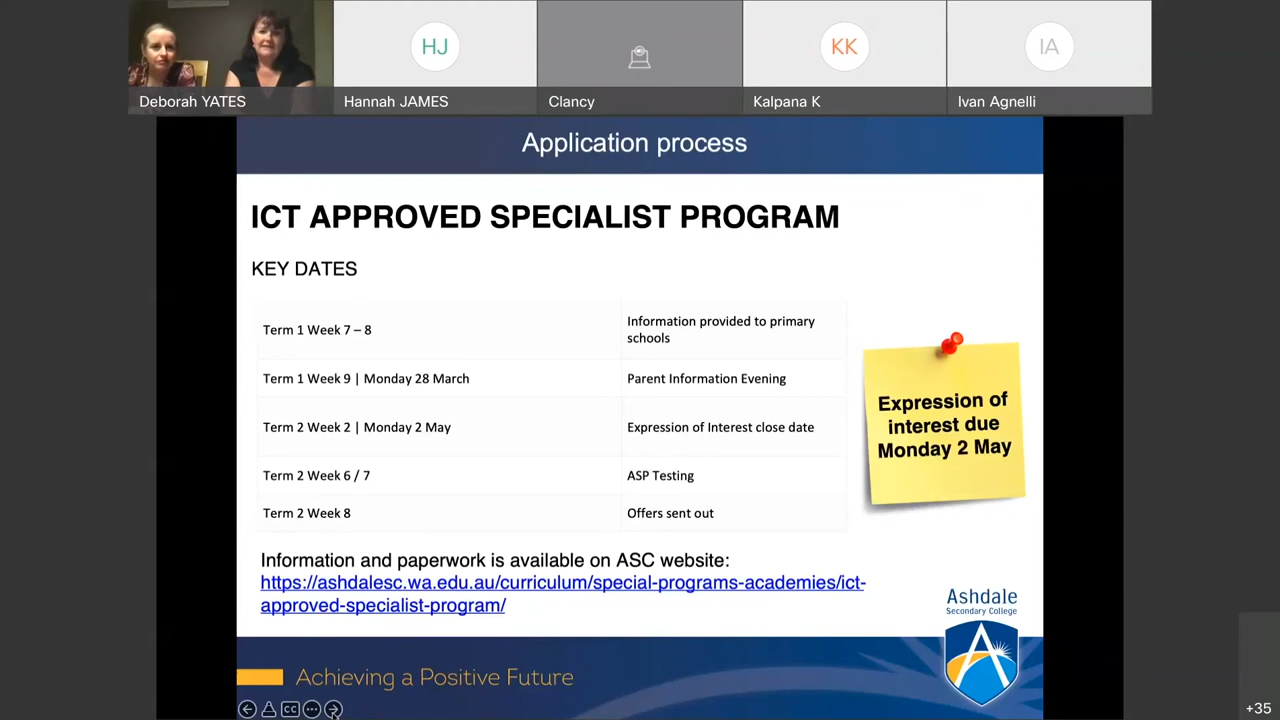 HJ
KK
IA
Deborah YATES
Hannah JAMES
Clancy
Kalpana K
Ivan Agnelli
Application process
ICT APPROVED SPECIALIST PROGRAM
KEY DATES
Term 1 Week 7 – 8
Information provided to primary
schools
Term 1 Week 9 | Monday 28 March
Parent Information Evening
Term 2 Week 2 | Monday 2 May
Expression of Interest close date
Term 2 Week 6 / 7
ASP Testing
Term 2 Week 8
Offers sent out
Expression of
interest due
Monday 2 May
Information and paperwork is available on ASC website:
https://ashdalesc.wa.edu.au/curriculum/special-programs-academies/ict-
approved-specialist-program/
Ashdale
Secondary College
Achieving a Positive Future
CC
+35